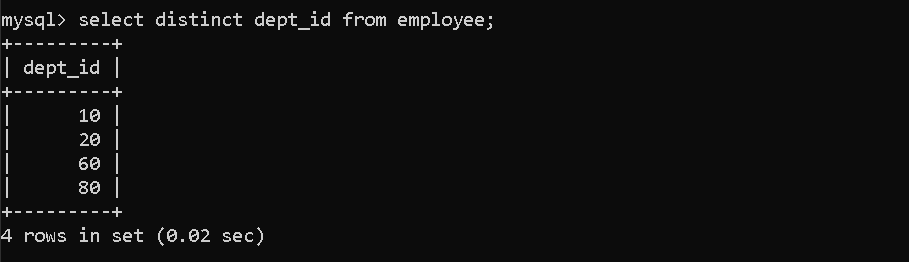 mysql> select distinct dept_id from employee;
+---------+
| dept_id |
+---------+
|      10 |
|      20 |
|      60 |
|      80 |
+---------+
4 rows in set (0.02 sec)